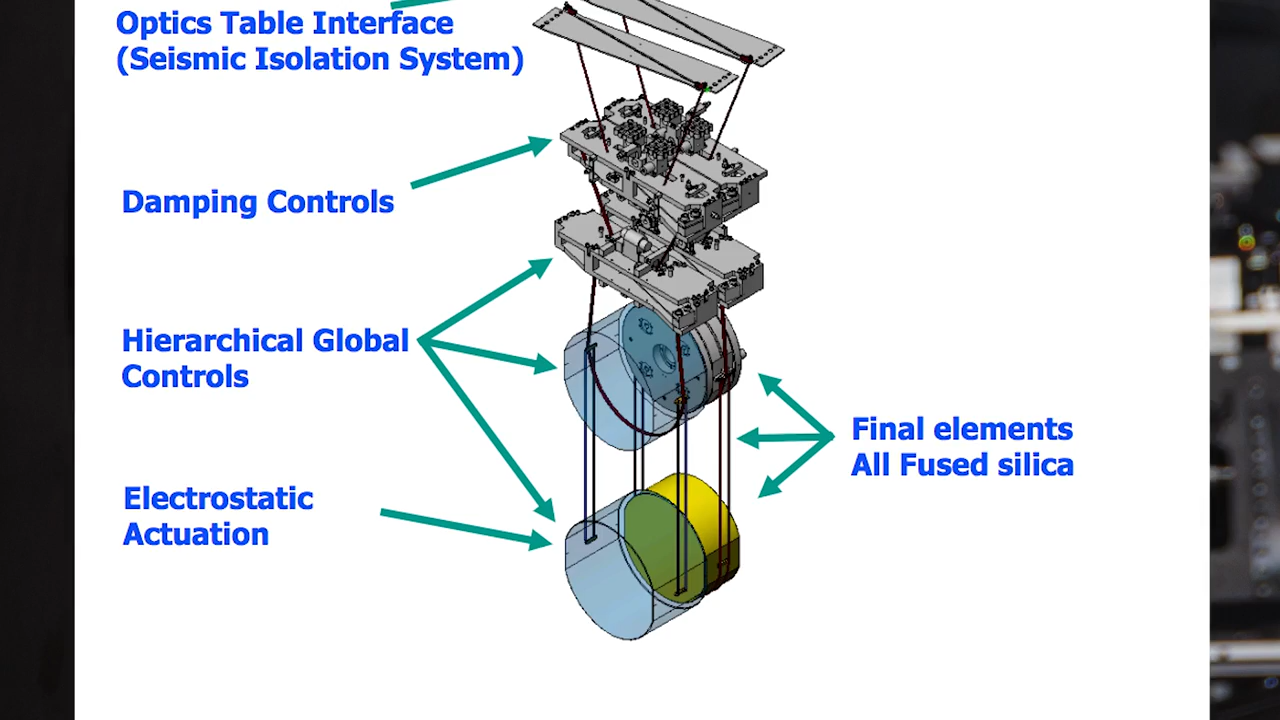 Optics Table Interface
(Seismic Isolation System)
Damping Controls
Hierarchical Global
Controls
Final elements
All Fused silica
Electrostatic
Actuation